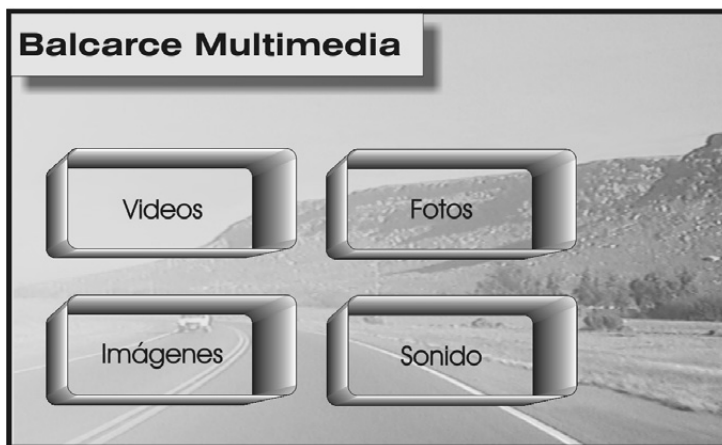 Balcarce Multimedia
Videos
Fotos
Imágenes
Sonido